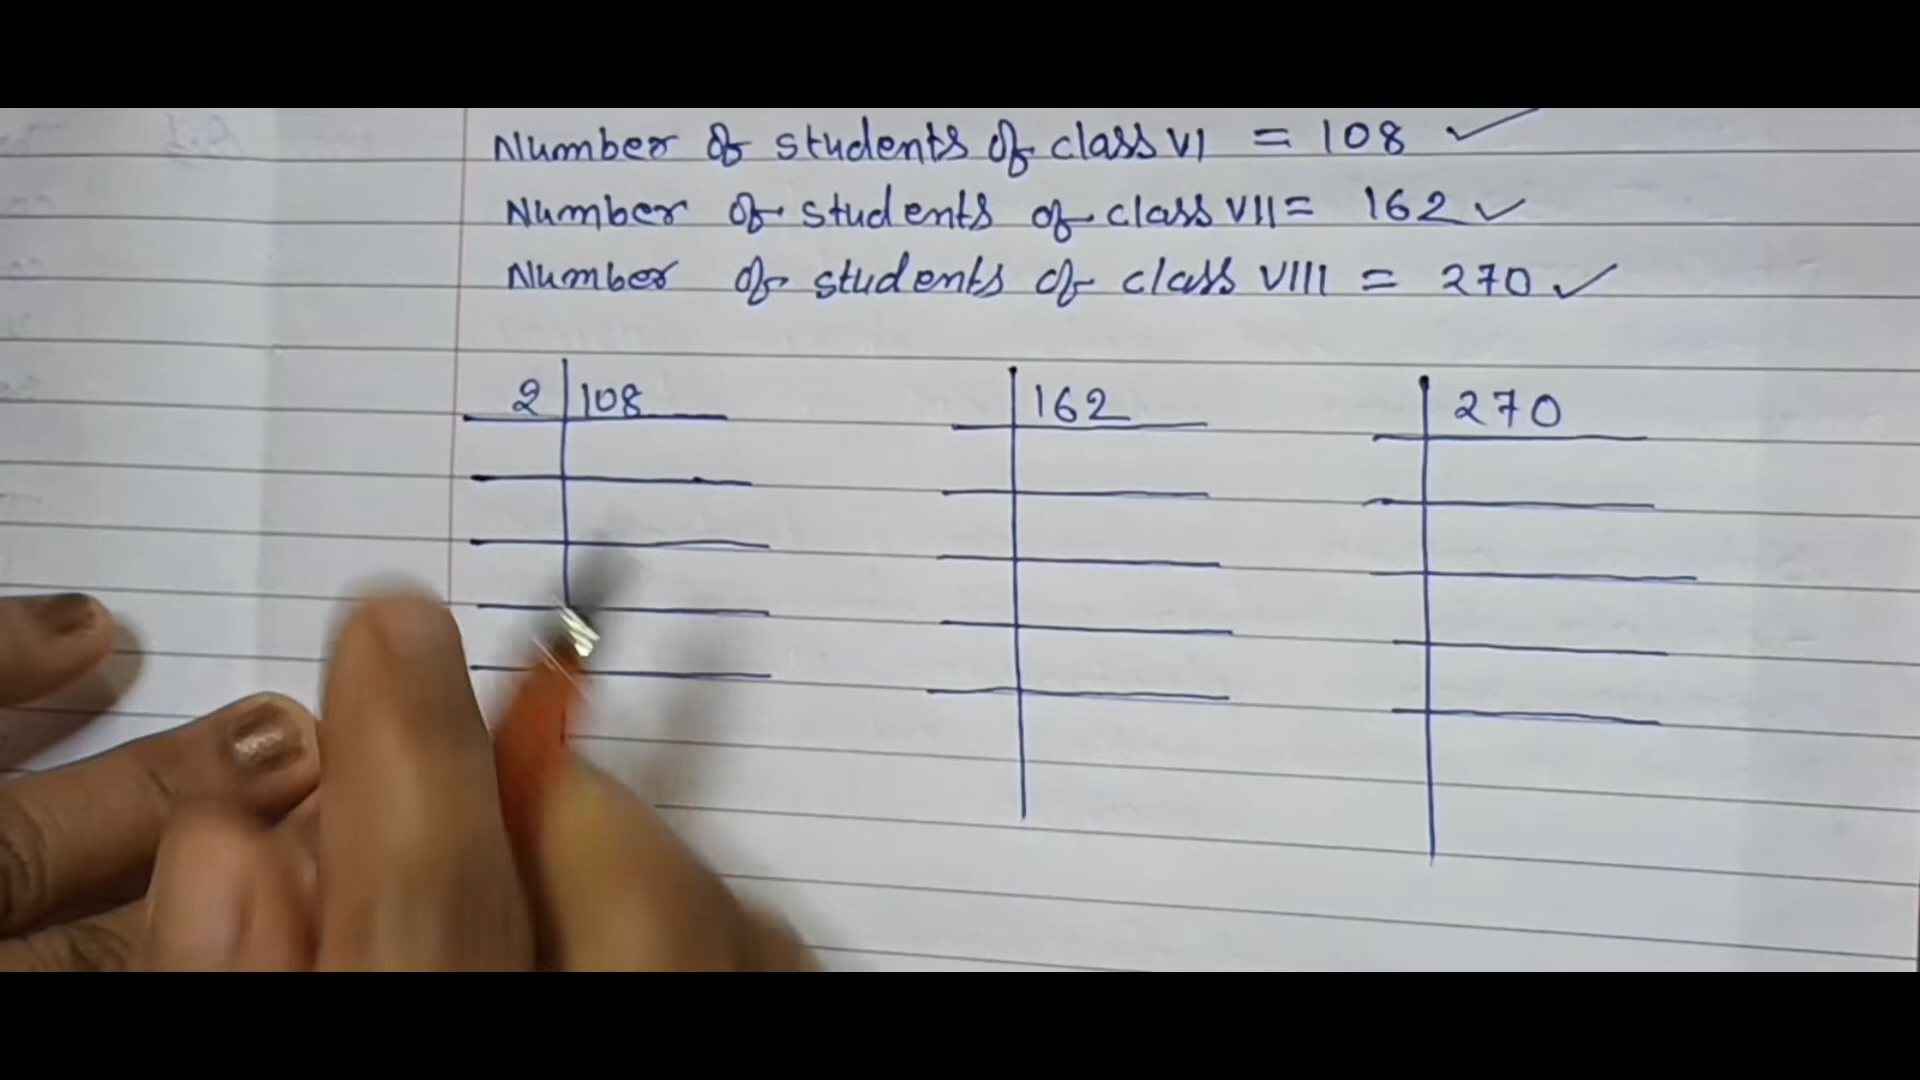 Number of students of class VI = 108 ✓
Number of students of class VII = 162 ✓
Number of students of class VIII = 270 ✓
2 108 162 270